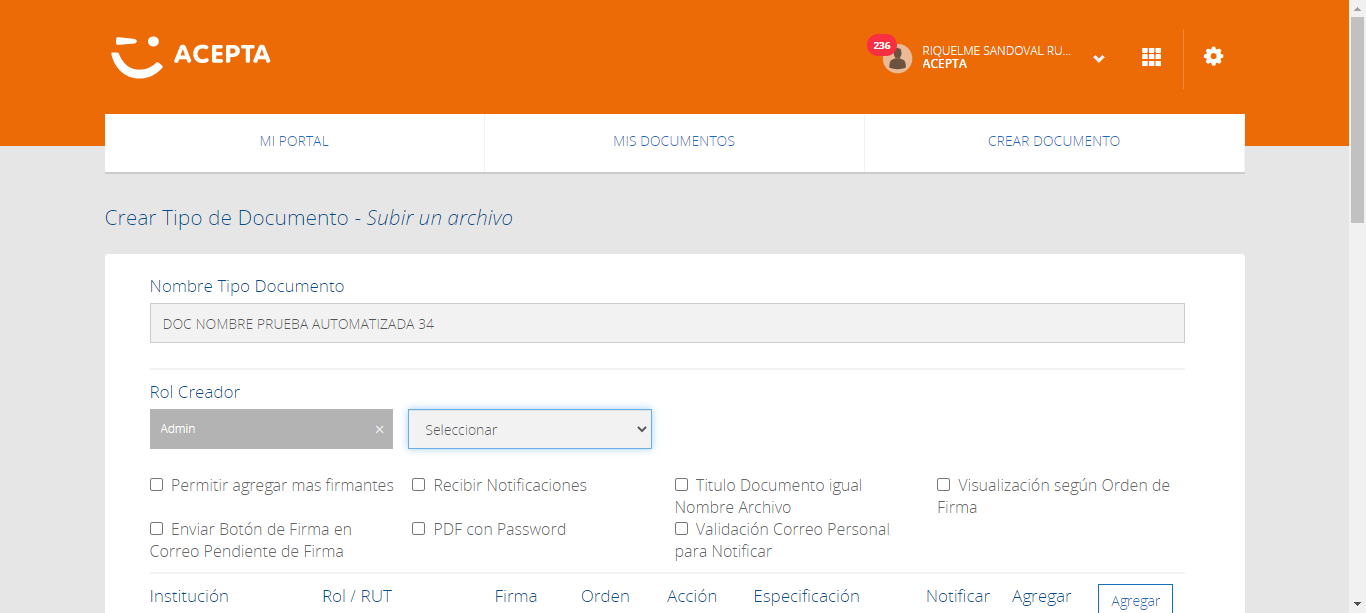 ACEPTA
236
RIQUELME SANDOVAL RU...
ACEPTA
MI PORTAL
MIS DOCUMENTOS
CREAR DOCUMENTO
Crear Tipo de Documento - Subir un archivo
Nombre Tipo Documento
DOC NOMBRE PRUEBA AUTOMATIZADA 34
Rol Creador
Admin ×
Seleccionar
Permitir agregar mas firmantes
Recibir Notificaciones
Titulo Documento igual
Nombre Archivo
Visualización según Orden de
Firma
Enviar Botón de Firma en
Correo Pendiente de Firma
PDF con Password
Validación Correo Personal
para Notificar
Institución Rol / RUT Firma Orden Acción Especificación Notificar Agregar Agregar